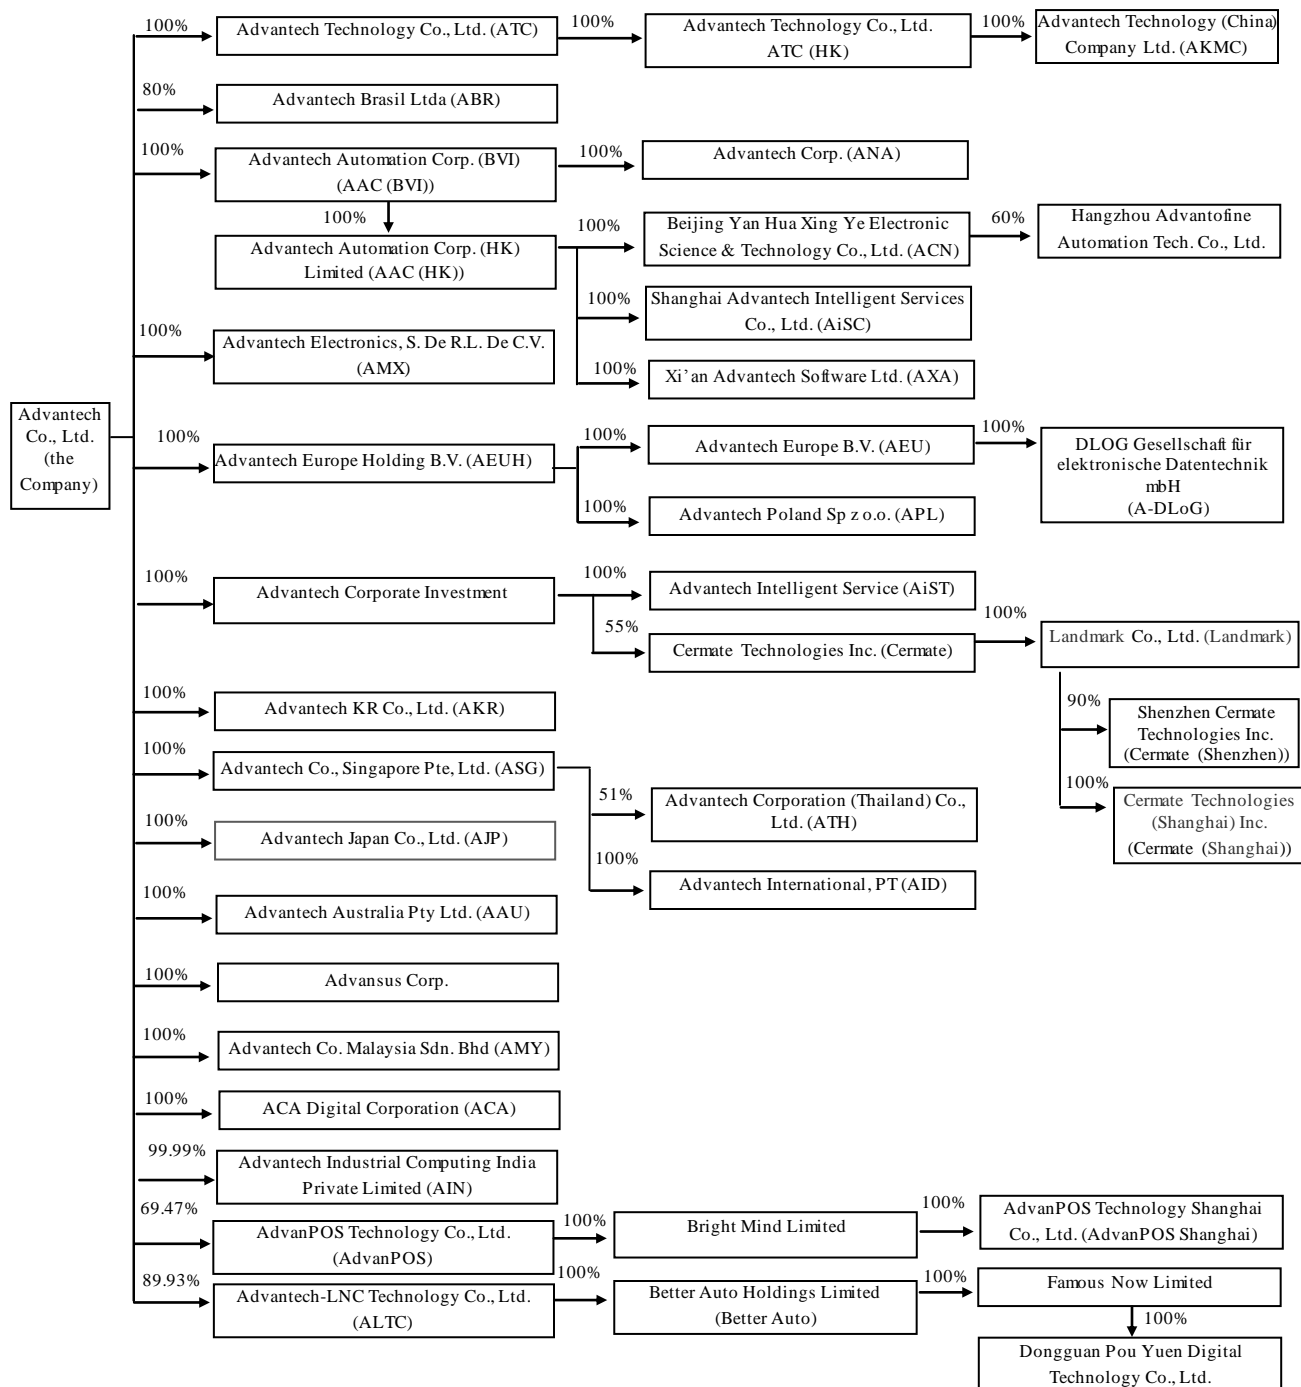 100%
Advantech Technology Co., Ltd. (ATC)
100%
Advantech Technology Co., Ltd.
ATC (HK)
100%
Advantech Technology (China)
Company Ltd. (AKMC)
80%
Advantech Brasil Ltda (ABR)
100%
Advantech Automation Corp. (BVI)
(AAC (BVI))
100%
Advantech Corp. (ANA)
100%
Advantech Automation Corp. (HK)
Limited (AAC (HK))
100%
Beijing Yan Hua Xing Ye Electronic
Science & Technology Co., Ltd. (ACN)
60%
Hangzhou Advantofine
Automation Tech. Co., Ltd.
100%
Shanghai Advantech Intelligent Services
Co., Ltd. (AiSC)
100%
Xi’an Advantech Software Ltd. (AXA)
100%
Advantech Electronics, S. De R.L. De C.V.
(AMX)
Advantech
Co., Ltd.
(the
Company)
100%
Advantech Europe Holding B.V. (AEUH)
100%
Advantech Europe B.V. (AEU)
100%
DLOG Gesellschaft für
elektronische Datentechnik
mbH
(A-DLoG)
100%
Advantech Poland Sp z o.o. (APL)
100%
Advantech Corporate Investment
100%
Advantech Intelligent Service (AiST)
55%
Cermate Technologies Inc. (Cermate)
100%
Landmark Co., Ltd. (Landmark)
90%
Shenzhen Cermate
Technologies Inc.
(Cermate (Shenzhen))
100%
Cermate Technologies
(Shanghai) Inc.
(Cermate (Shanghai))
100%
Advantech KR Co., Ltd. (AKR)
100%
Advantech Co., Singapore Pte, Ltd. (ASG)
51%
Advantech Corporation (Thailand) Co.,
Ltd. (ATH)
100%
Advantech International, PT (AID)
100%
Advantech Japan Co., Ltd. (AJP)
100%
Advantech Australia Pty Ltd. (AAU)
100%
Advansus Corp.
100%
Advantech Co. Malaysia Sdn. Bhd (AMY)
100%
ACA Digital Corporation (ACA)
99.99%
Advantech Industrial Computing India
Private Limited (AIN)
69.47%
AdvanPOS Technology Co., Ltd.
(AdvanPOS)
100%
Bright Mind Limited
100%
AdvanPOS Technology Shanghai
Co., Ltd. (AdvanPOS Shanghai)
89.93%
Advantech-LNC Technology Co., Ltd.
(ALTC)
100%
Better Auto Holdings Limited
(Better Auto)
100%
Famous Now Limited
100%
Dongguan Pou Yuen Digital
Technology Co., Ltd.